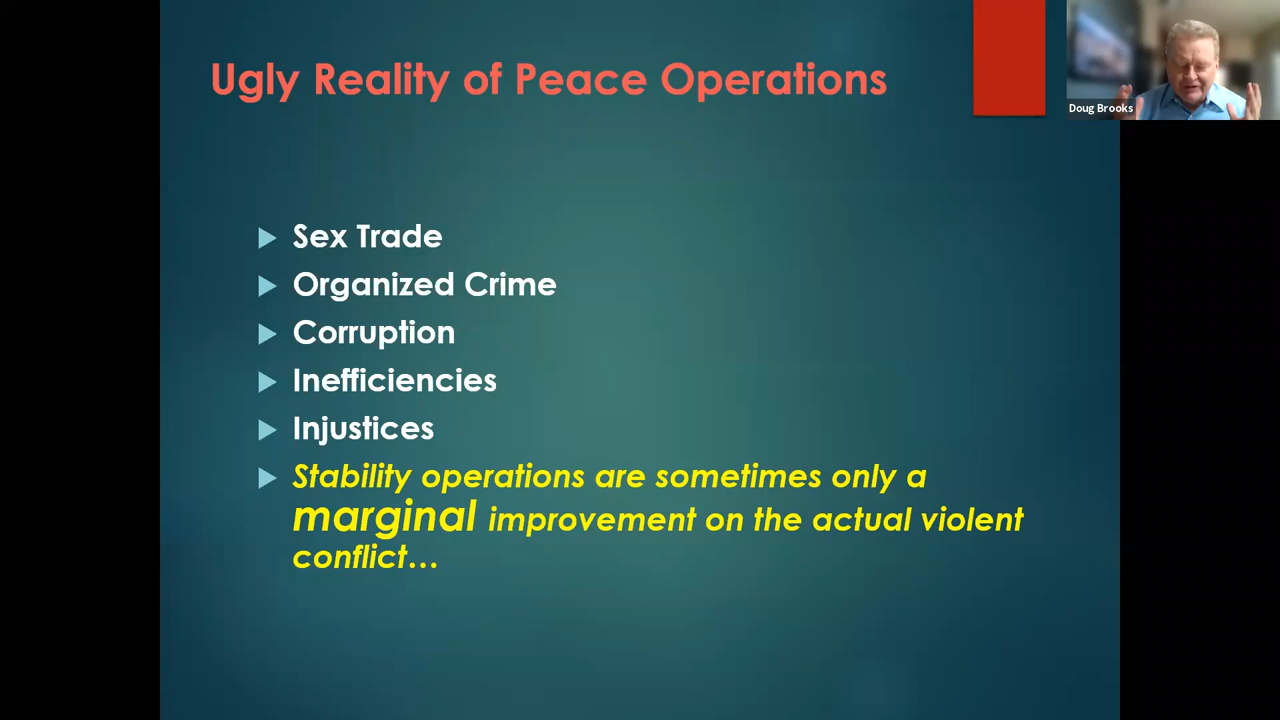 Ugly Reality of Peace Operations
Doug Brooks
Sex Trade
Organized Crime
Corruption
Inefficiencies
Injustices
Stability operations are sometimes only a
marginal improvement on the actual violent
conflict…